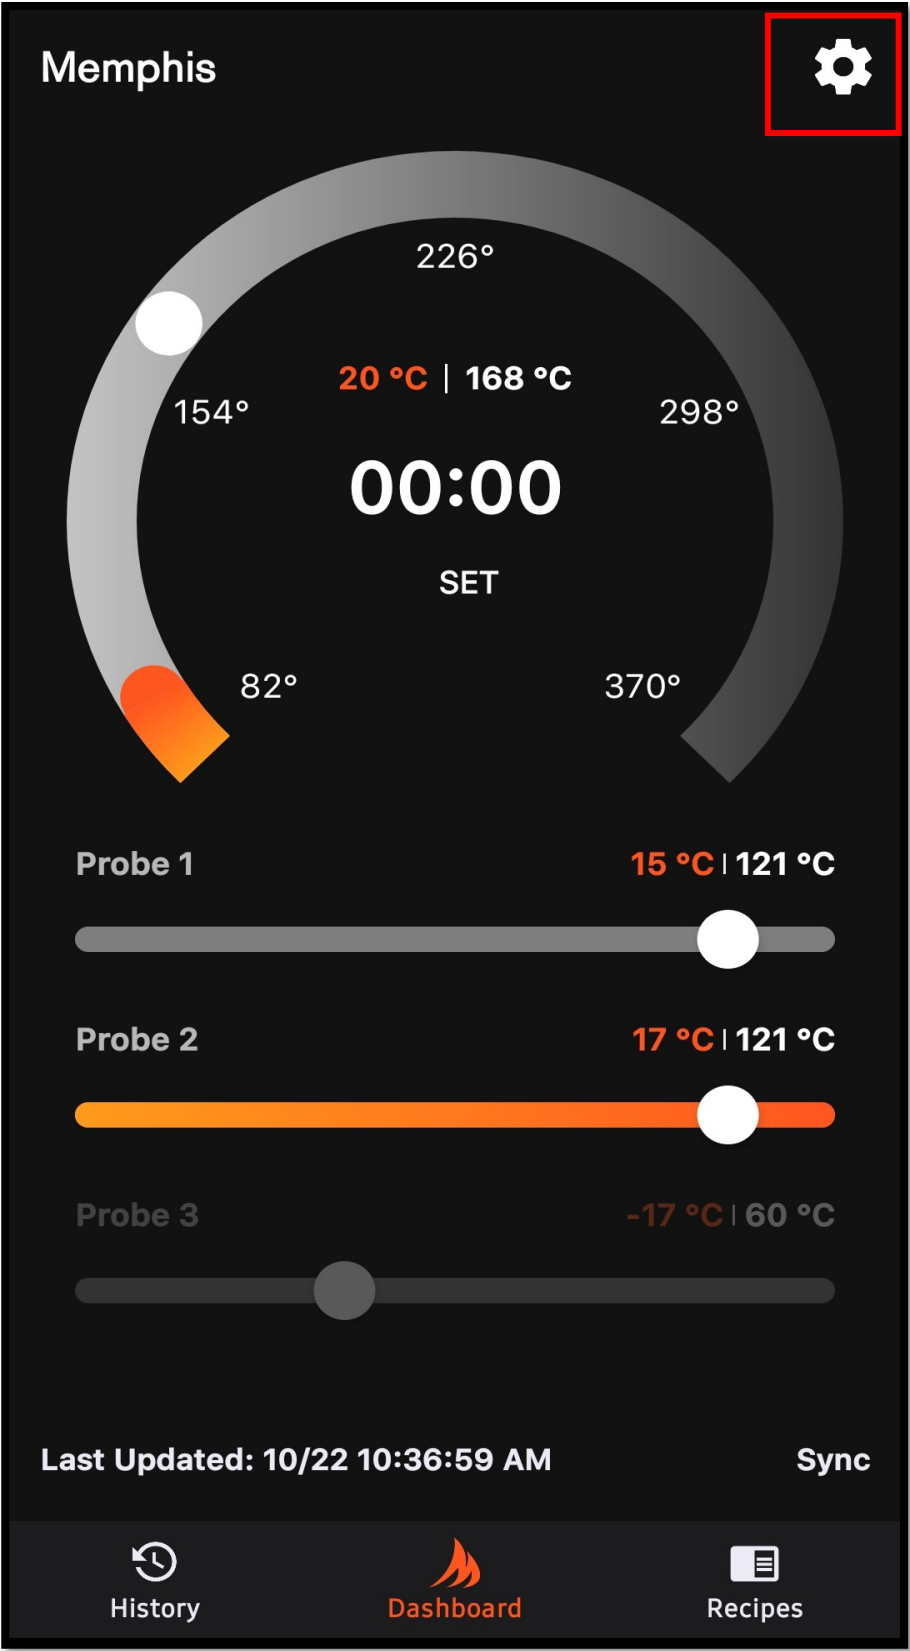 Memphis
226°
20 °C | 168 °C
154° 298°
00:00
SET
82° 370°
Probe 1 15 °C | 121 °C
Probe 2 17 °C | 121 °C
Probe 3 -17 °C | 60 °C
Last Updated: 10/22 10:36:59 AM Sync
History Dashboard Recipes